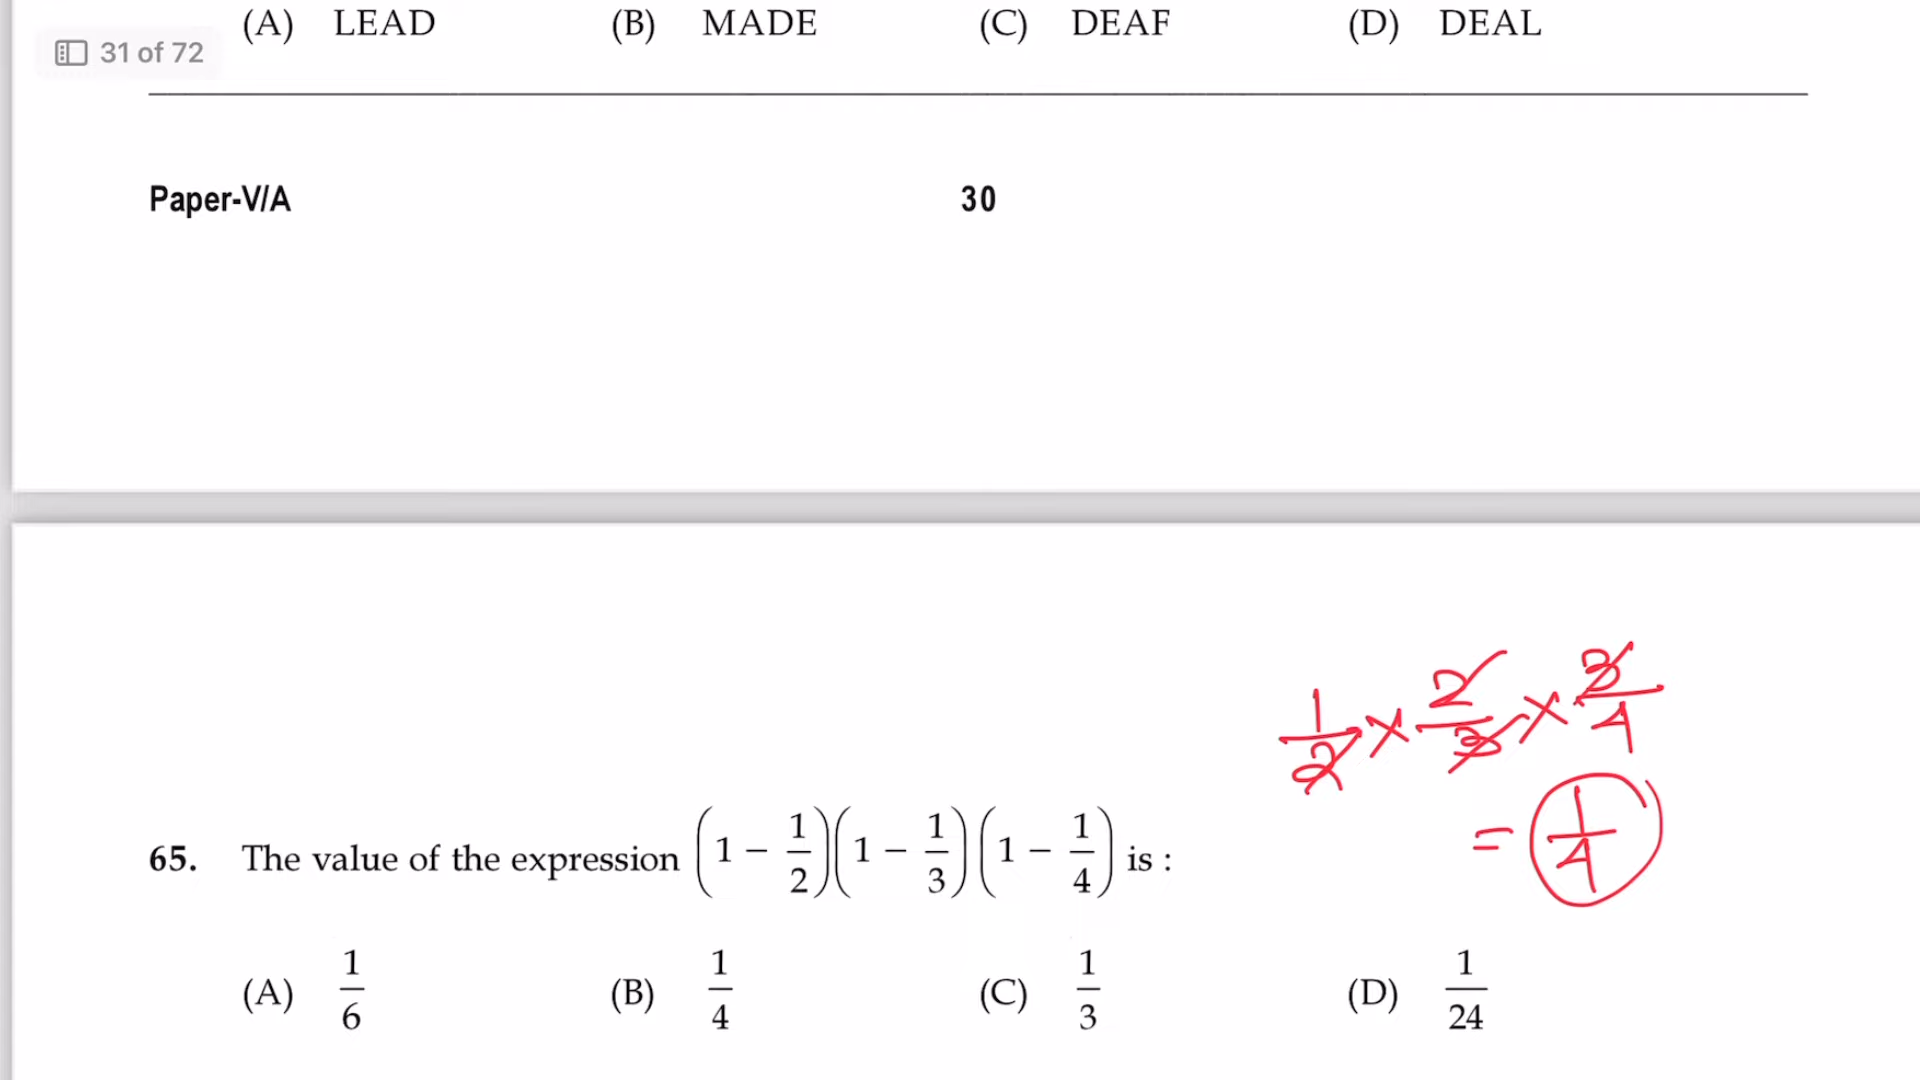 (A) LEAD (B) MADE (C) DEAF (D) DEAL
31 of 72
Paper-V/A 30
1/2 × 2/3 × 3/4
= 1/4
65. The value of the expression (1 − 1/2)(1 − 1/3)(1 − 1/4) is :
(A) 1/6 (B) 1/4 (C) 1/3 (D) 1/24